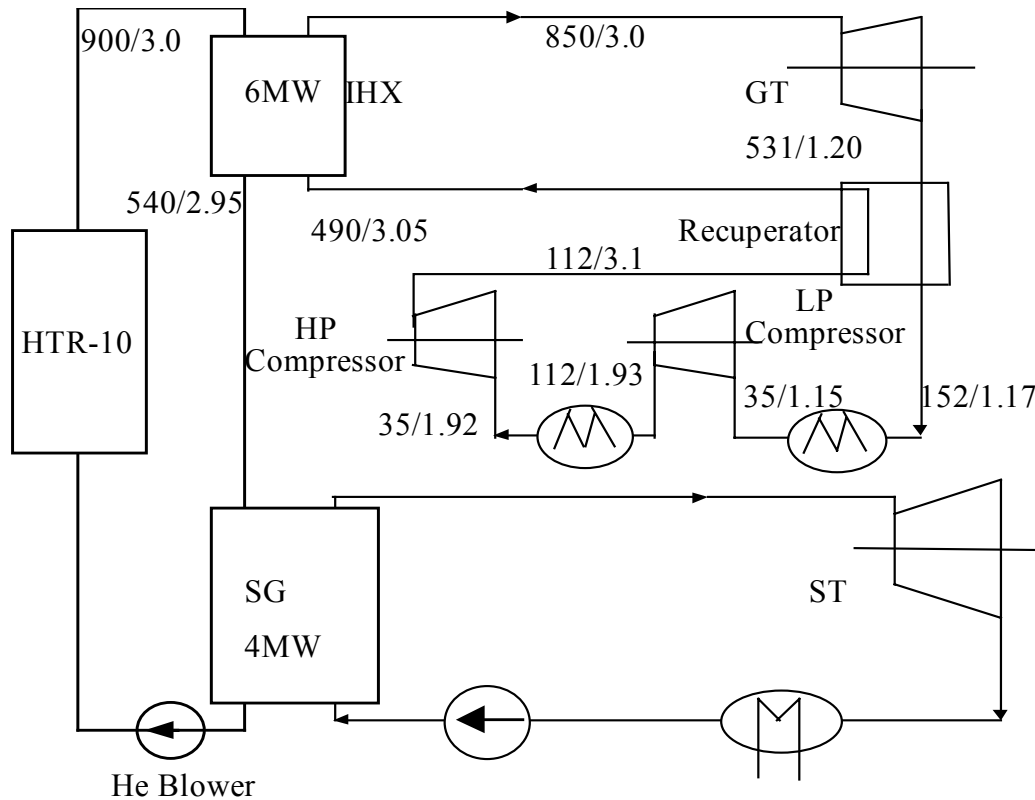 900/3.0
850/3.0
6MW IHX
GT
531/1.20
540/2.95
490/3.05
Recuperator
112/3.1
HTR-10
HP
Compressor
LP
Compressor
112/1.93
35/1.92
35/1.15
152/1.17
SG
4MW
ST
He Blower